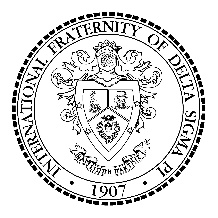 INTERNATIONAL FRATERNITY OF DELTA SIGMA PI
· 1907 ·